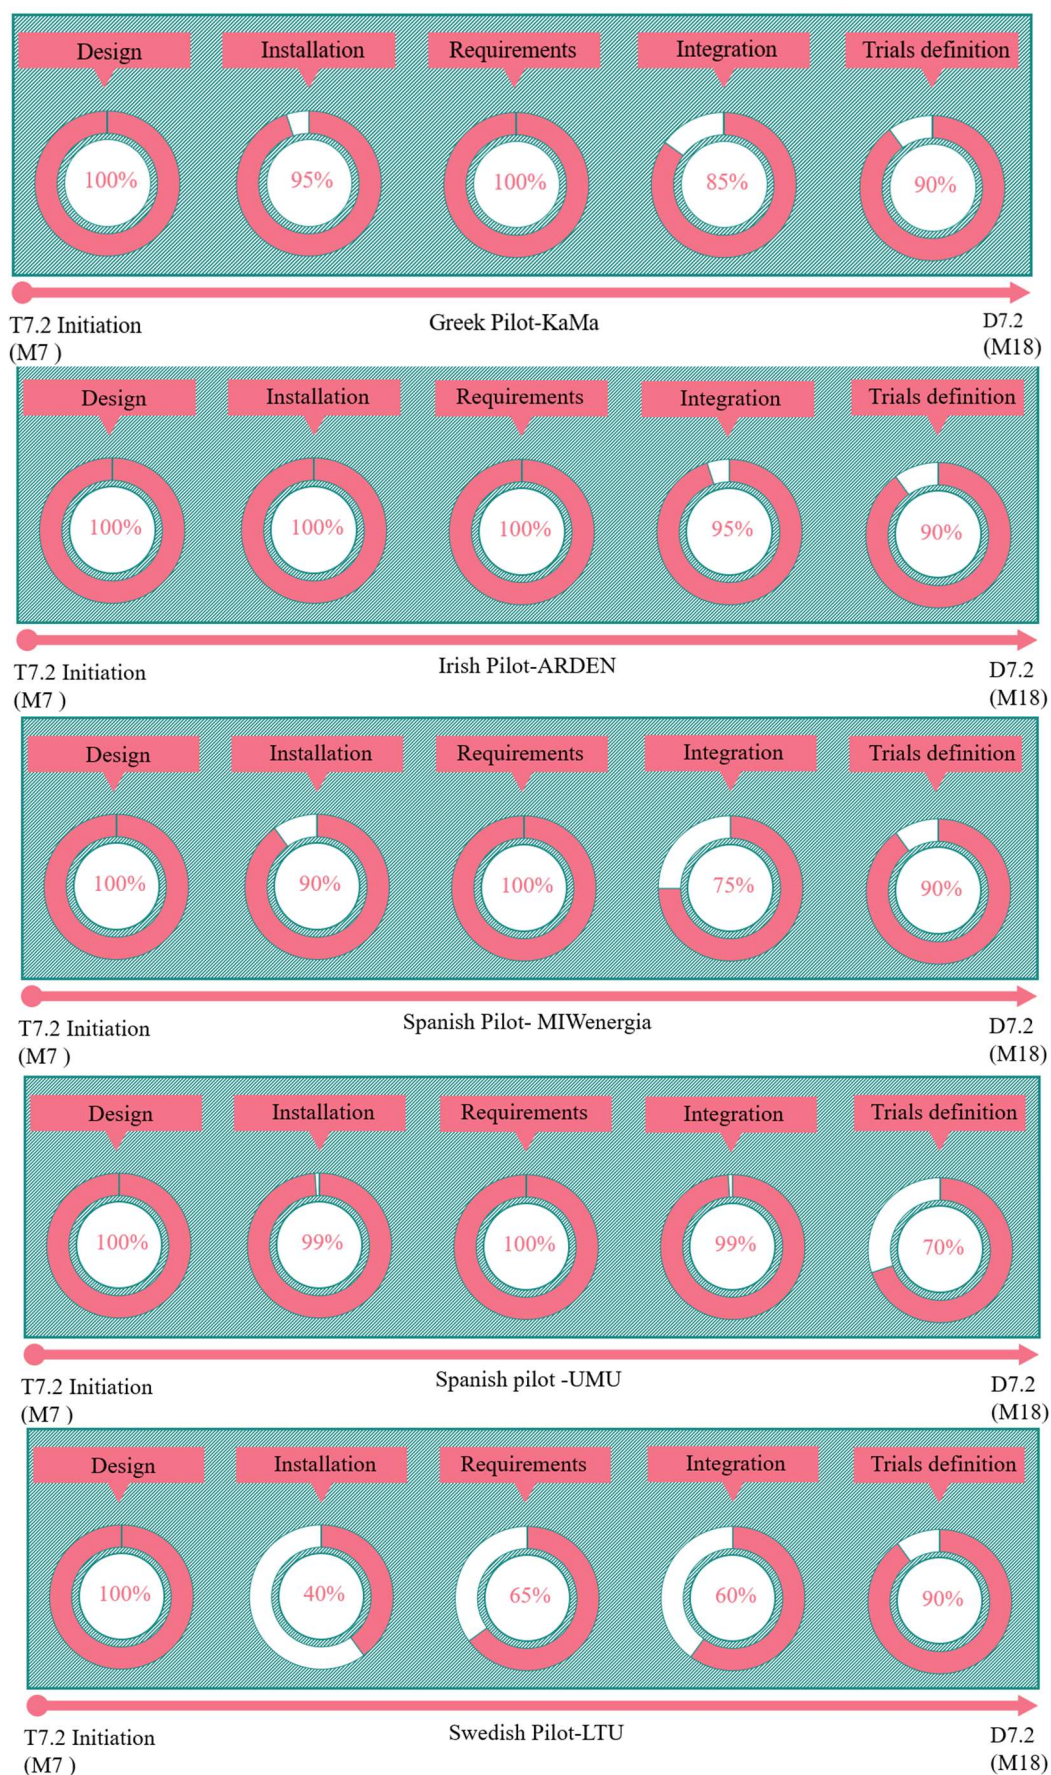 Design Installation Requirements Integration Trials definition
100% 95% 100% 85% 90%
T7.2 Initiation Greek Pilot-KaMa D7.2
(M7 ) (M18)
Design Installation Requirements Integration Trials definition
100% 100% 100% 95% 90%
T7.2 Initiation Irish Pilot-ARDEN D7.2
(M7 ) (M18)
Design Installation Requirements Integration Trials definition
100% 90% 100% 75% 90%
T7.2 Initiation Spanish Pilot- MIWenergia D7.2
(M7 ) (M18)
Design Installation Requirements Integration Trials definition
100% 99% 100% 99% 70%
T7.2 Initiation Spanish pilot -UMU D7.2
(M7 ) (M18)
Design Installation Requirements Integration Trials definition
100% 40% 65% 60% 90%
T7.2 Initiation Swedish Pilot-LTU D7.2
(M7 ) (M18)